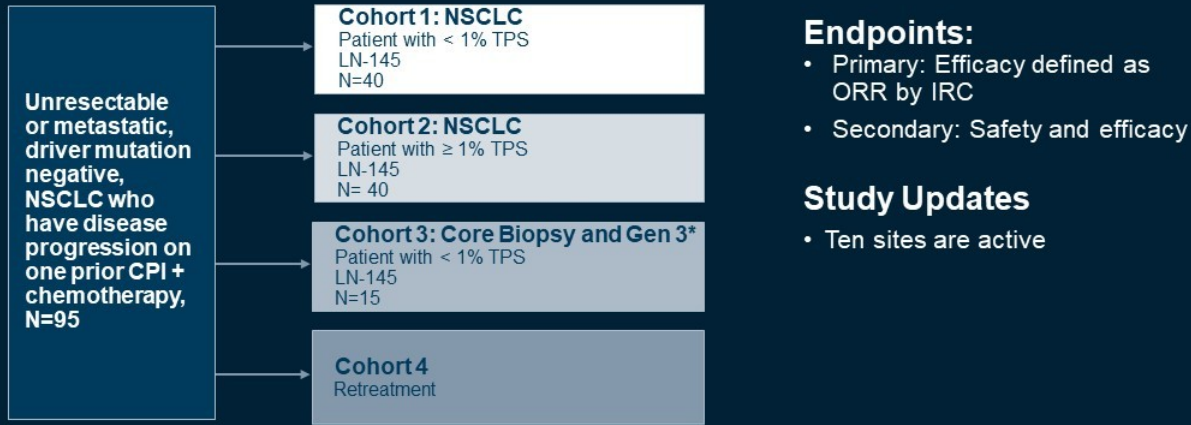 Unresectable
or metastatic,
driver mutation
negative,
NSCLC who
have disease
progression on
one prior CPI +
chemotherapy,
N=95
Cohort 1: NSCLC
Patient with < 1% TPS
LN-145
N=40
Cohort 2: NSCLC
Patient with ≥ 1% TPS
LN-145
N= 40
Cohort 3: Core Biopsy and Gen 3*
Patient with < 1% TPS
LN-145
N=15
Cohort 4
Retreatment
Endpoints:
• Primary: Efficacy defined as
ORR by IRC
• Secondary: Safety and efficacy
Study Updates
• Ten sites are active